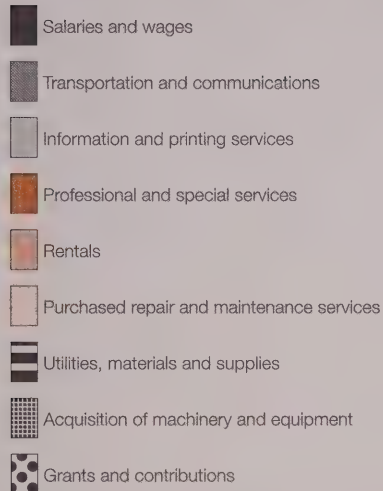 Salaries and wages
Transportation and communications
Information and printing services
Professional and special services
Rentals
Purchased repair and maintenance services
Utilities, materials and supplies
Acquisition of machinery and equipment
Grants and contributions